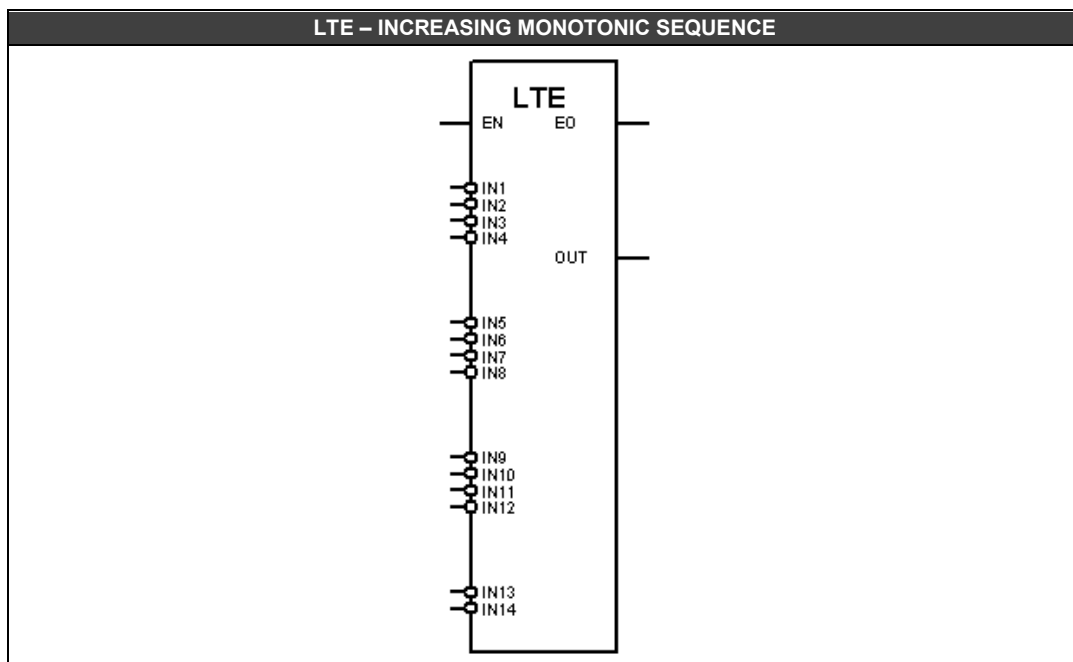 LTE – INCREASING MONOTONIC SEQUENCE
LTE
EN EO
IN1
IN2
IN3
IN4
OUT
IN5
IN6
IN7
IN8
IN9
IN10
IN11
IN12
IN13
IN14